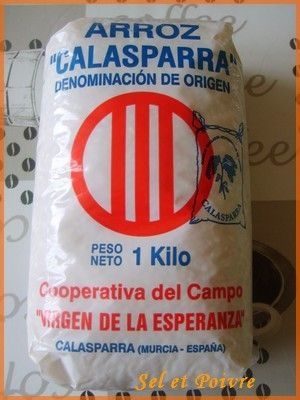 ARROZ
"CALASPARRA"
DENOMINACIÓN DE ORIGEN
CALASPARRA
PESO
NETO 1 Kilo
Cooperativa del Campo
"VIRGEN DE LA ESPERANZA"
CALASPARRA (MURCIA - ESPAÑA)
Sel et Poivre